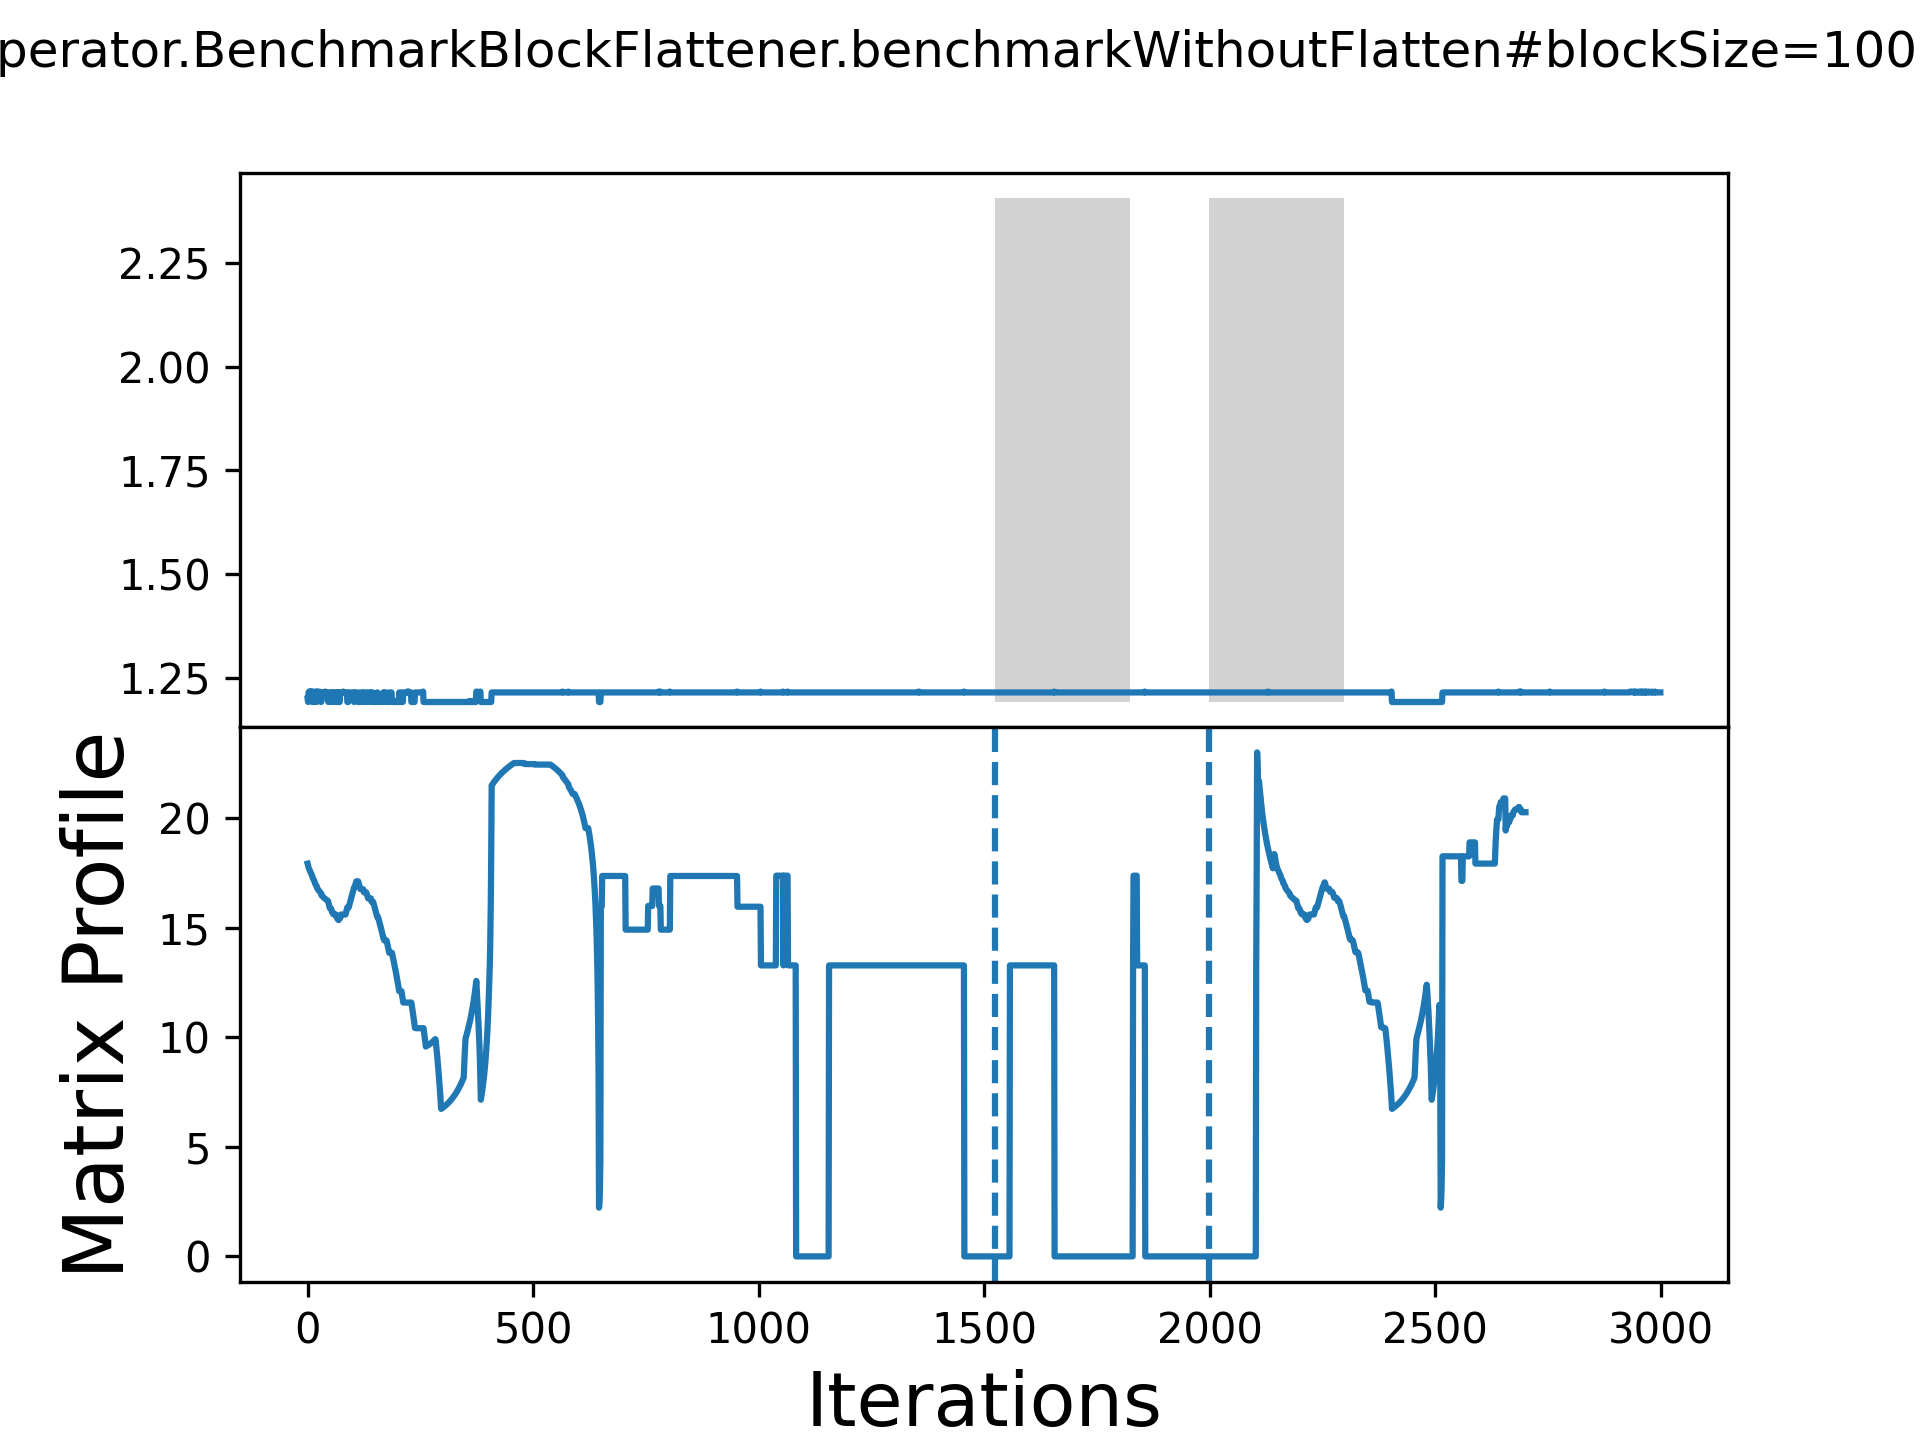 perator.BenchmarkBlockFlattener.benchmarkWithoutFlatten#blockSize=100
2.25
2.00
1.75
1.50
1.25
Matrix Profile
20
15
10
5
0
0 500 1000 1500 2000 2500 3000
Iterations